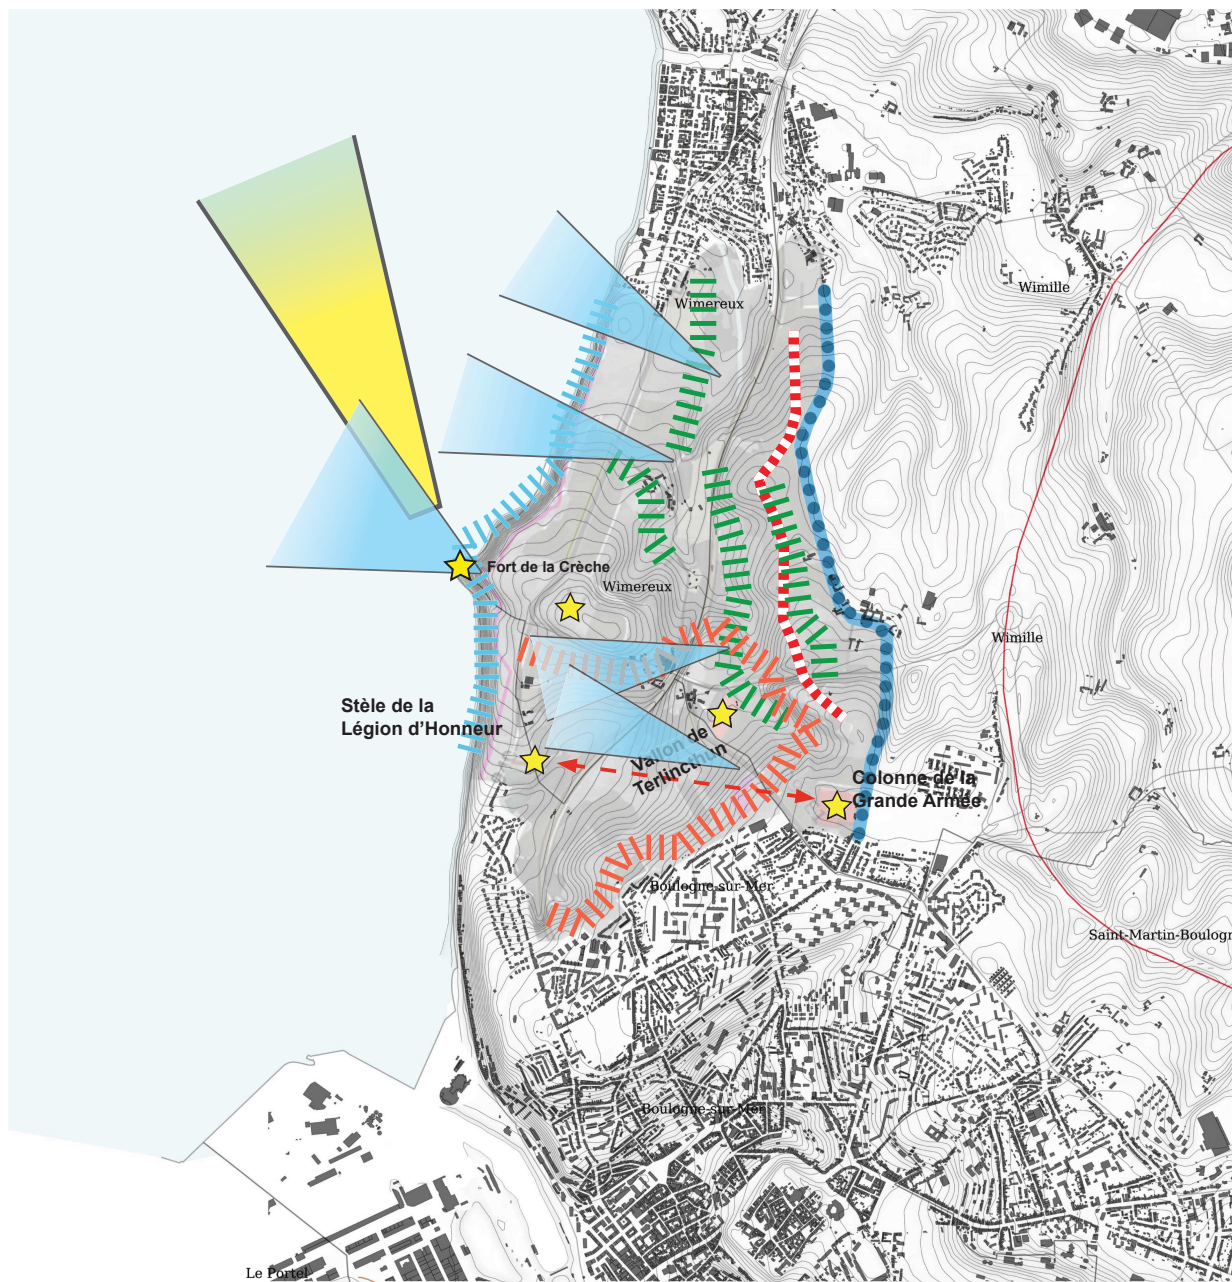 Wimereux
Wimille
Fort de la Crèche
Wimereux
Wimille
Stèle de la
Légion d'Honneur
Vallon de
Terlincthun
Colonne de la
Grande Armée
Boulogne-sur-Mer
Saint-Martin-Boulogn
Boulogne-sur-Mer
Le Portel